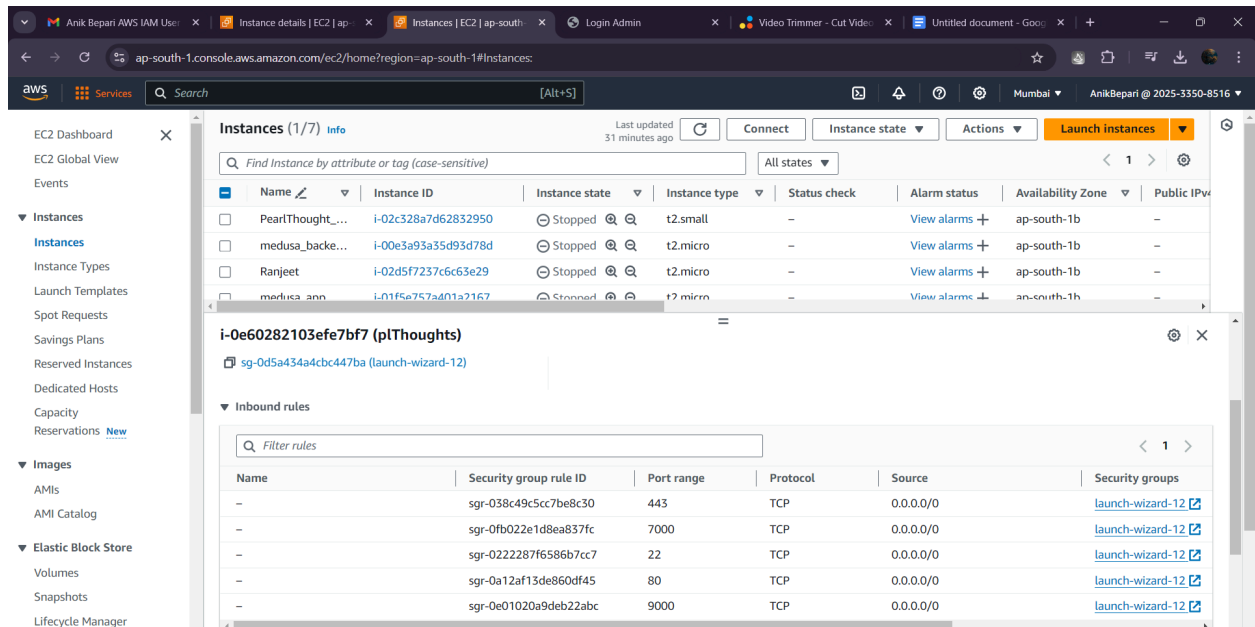 Anik Bepari AWS IAM User
Instance details | EC2 | ap-s
Instances | EC2 | ap-south-
Login Admin
Video Trimmer - Cut Video
Untitled document - Goog
ap-south-1.console.aws.amazon.com/ec2/home?region=ap-south-1#Instances:
aws Services Search [Alt+S] Mumbai ▼ AnikBepari @ 2025-3350-8516 ▼
EC2 Dashboard
EC2 Global View
Events
Instances
Instances
Instance Types
Launch Templates
Spot Requests
Savings Plans
Reserved Instances
Dedicated Hosts
Capacity
Reservations New
Images
AMIs
AMI Catalog
Elastic Block Store
Volumes
Snapshots
Lifecycle Manager
Instances (1/7) Info
Last updated
31 minutes ago
Connect Instance state ▼ Actions ▼ Launch instances ▼
Find Instance by attribute or tag (case-sensitive) All states ▼ < 1 >
Name Instance ID Instance state Instance type Status check Alarm status Availability Zone Public IPv4
PearlThought_... i-02c328a7d62832950 Stopped t2.small – View alarms + ap-south-1b –
medusa_backe... i-00e3a93a35d93d78d Stopped t2.micro – View alarms + ap-south-1b –
Ranjeet i-02d5f7237c6c63e29 Stopped t2.micro – View alarms + ap-south-1b –
medusa_app i-01f5e757a401a2167 Stopped t2.micro View alarms + ap-south-1b
i-0e60282103efe7bf7 (plThoughts)
sg-0d5a434a4cbc447ba (launch-wizard-12)
Inbound rules
Filter rules < 1 >
Name Security group rule ID Port range Protocol Source Security groups
– sgr-038c49c5cc7be8c30 443 TCP 0.0.0.0/0 launch-wizard-12
– sgr-0fb022e1d8ea837fc 7000 TCP 0.0.0.0/0 launch-wizard-12
– sgr-0222287f6586b7cc7 22 TCP 0.0.0.0/0 launch-wizard-12
– sgr-0a12af13de860df45 80 TCP 0.0.0.0/0 launch-wizard-12
– sgr-0e01020a9deb22abc 9000 TCP 0.0.0.0/0 launch-wizard-12